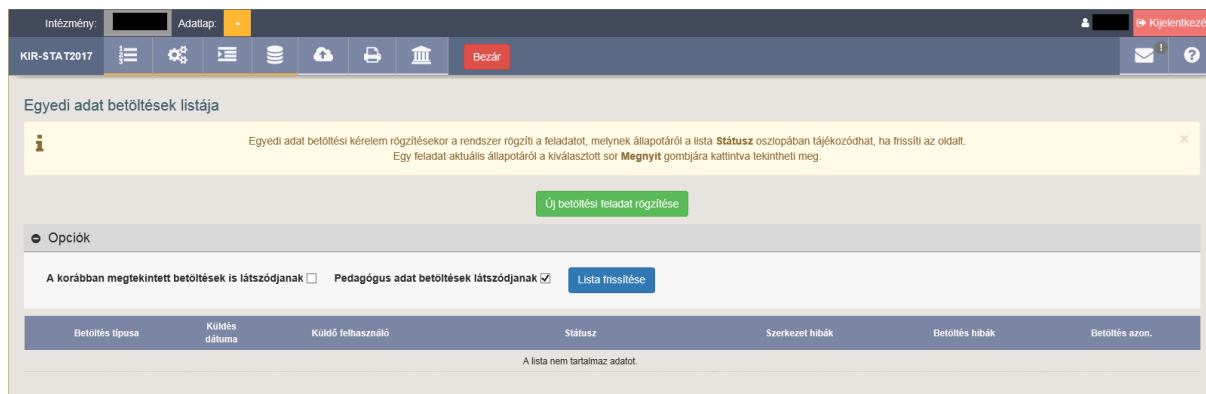 Intézmény: Adatlap: -
Kijelentkezé
KIR-STAT2017 Bezár
Egyedi adat betöltések listája
Egyedi adat betöltési kérelem rögzítésekor a rendszer rögzíti a feladatot, melynek állapotáról a lista Státusz oszlopában tájékozódhat, ha frissíti az oldalt.
Egy feladat aktuális állapotáról a kiválasztott sor Megnyit gombjára kattintva tekintheti meg.
Új betöltési feladat rögzítése
Opciók
A korábban megtekintett betöltések is látszódjanak Pedagógus adat betöltések látszódjanak Lista frissítése
Betöltés típusa Küldés dátuma Küldő felhasználó Státusz Szerkezet hibák Betöltés hibák Betöltés azon.
A lista nem tartalmaz adatot.